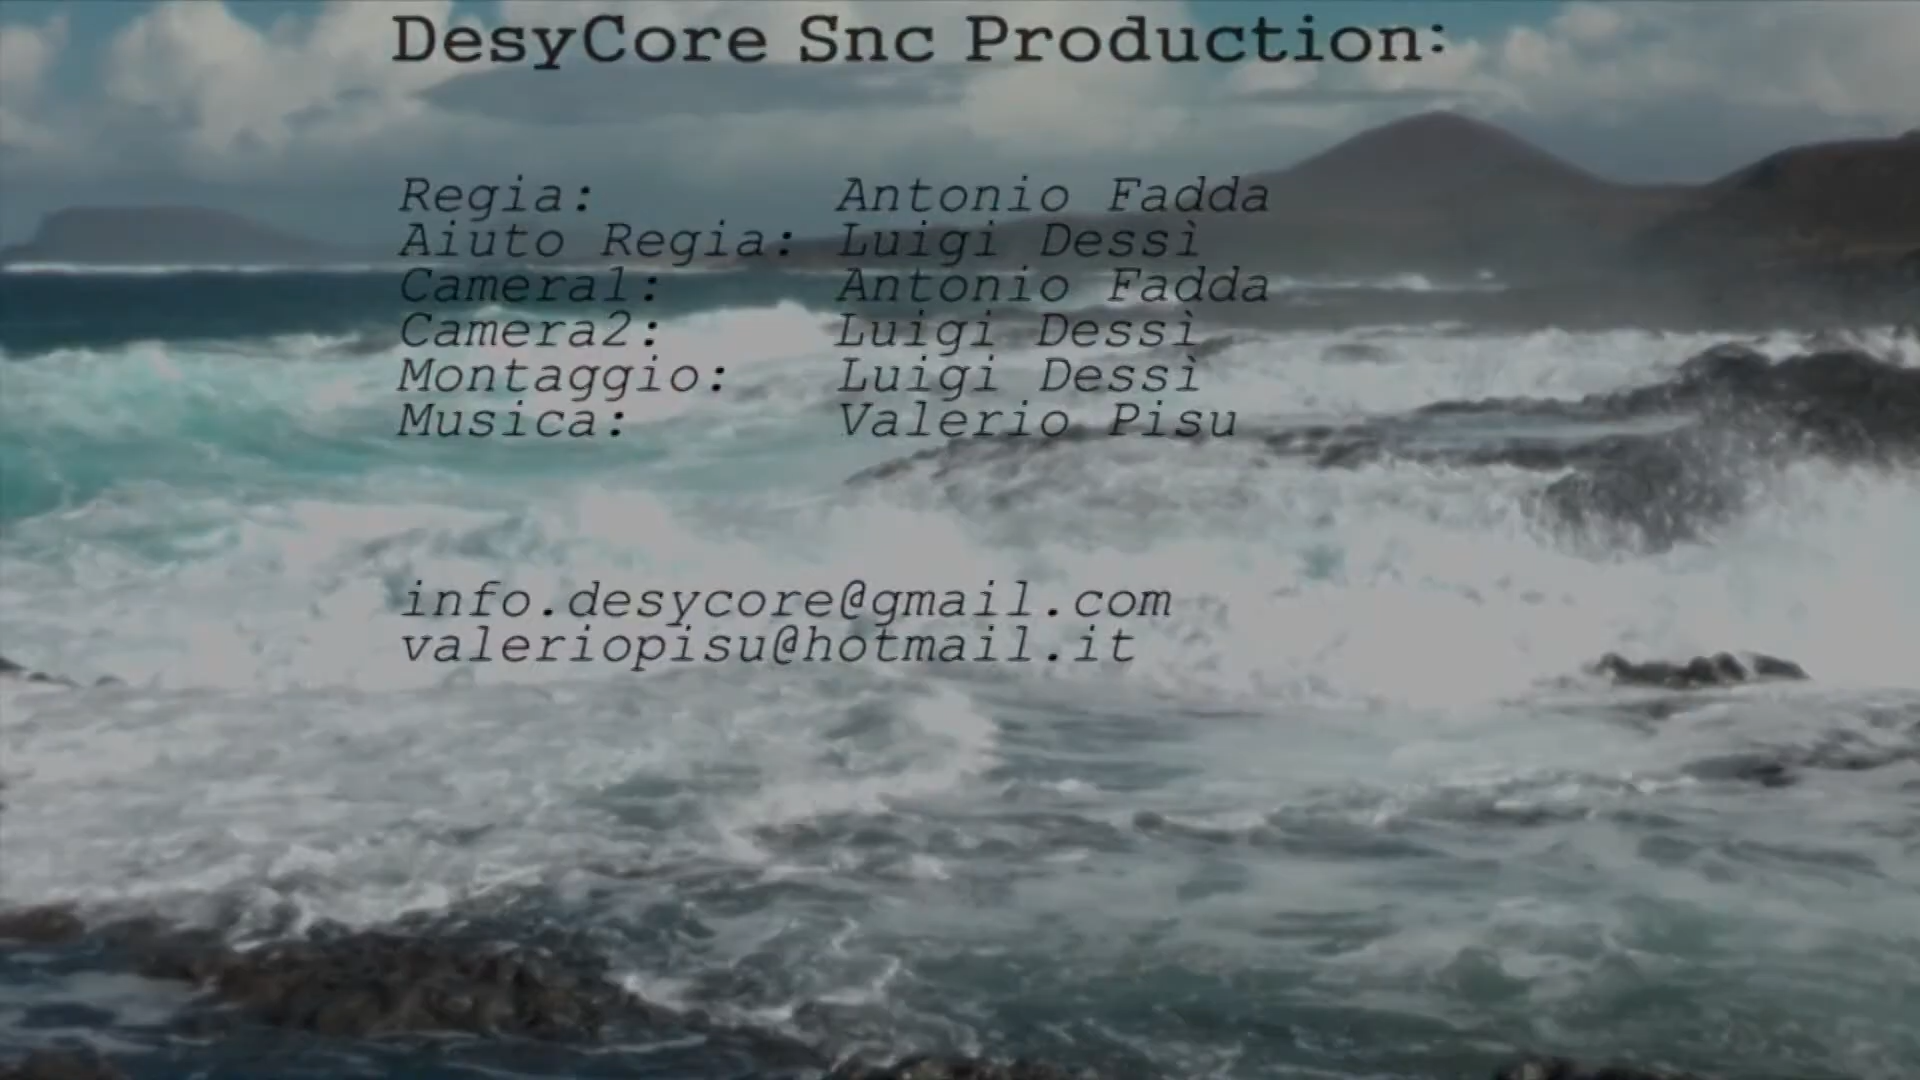 DesyCore Snc Production:
Regia: Antonio Fadda
Aiuto Regia: Luigi Dessì
Camera1: Antonio Fadda
Camera2: Luigi Dessì
Montaggio: Luigi Dessì
Musica: Valerio Pisu
info.desycore@gmail.com
valeriopisu@hotmail.it